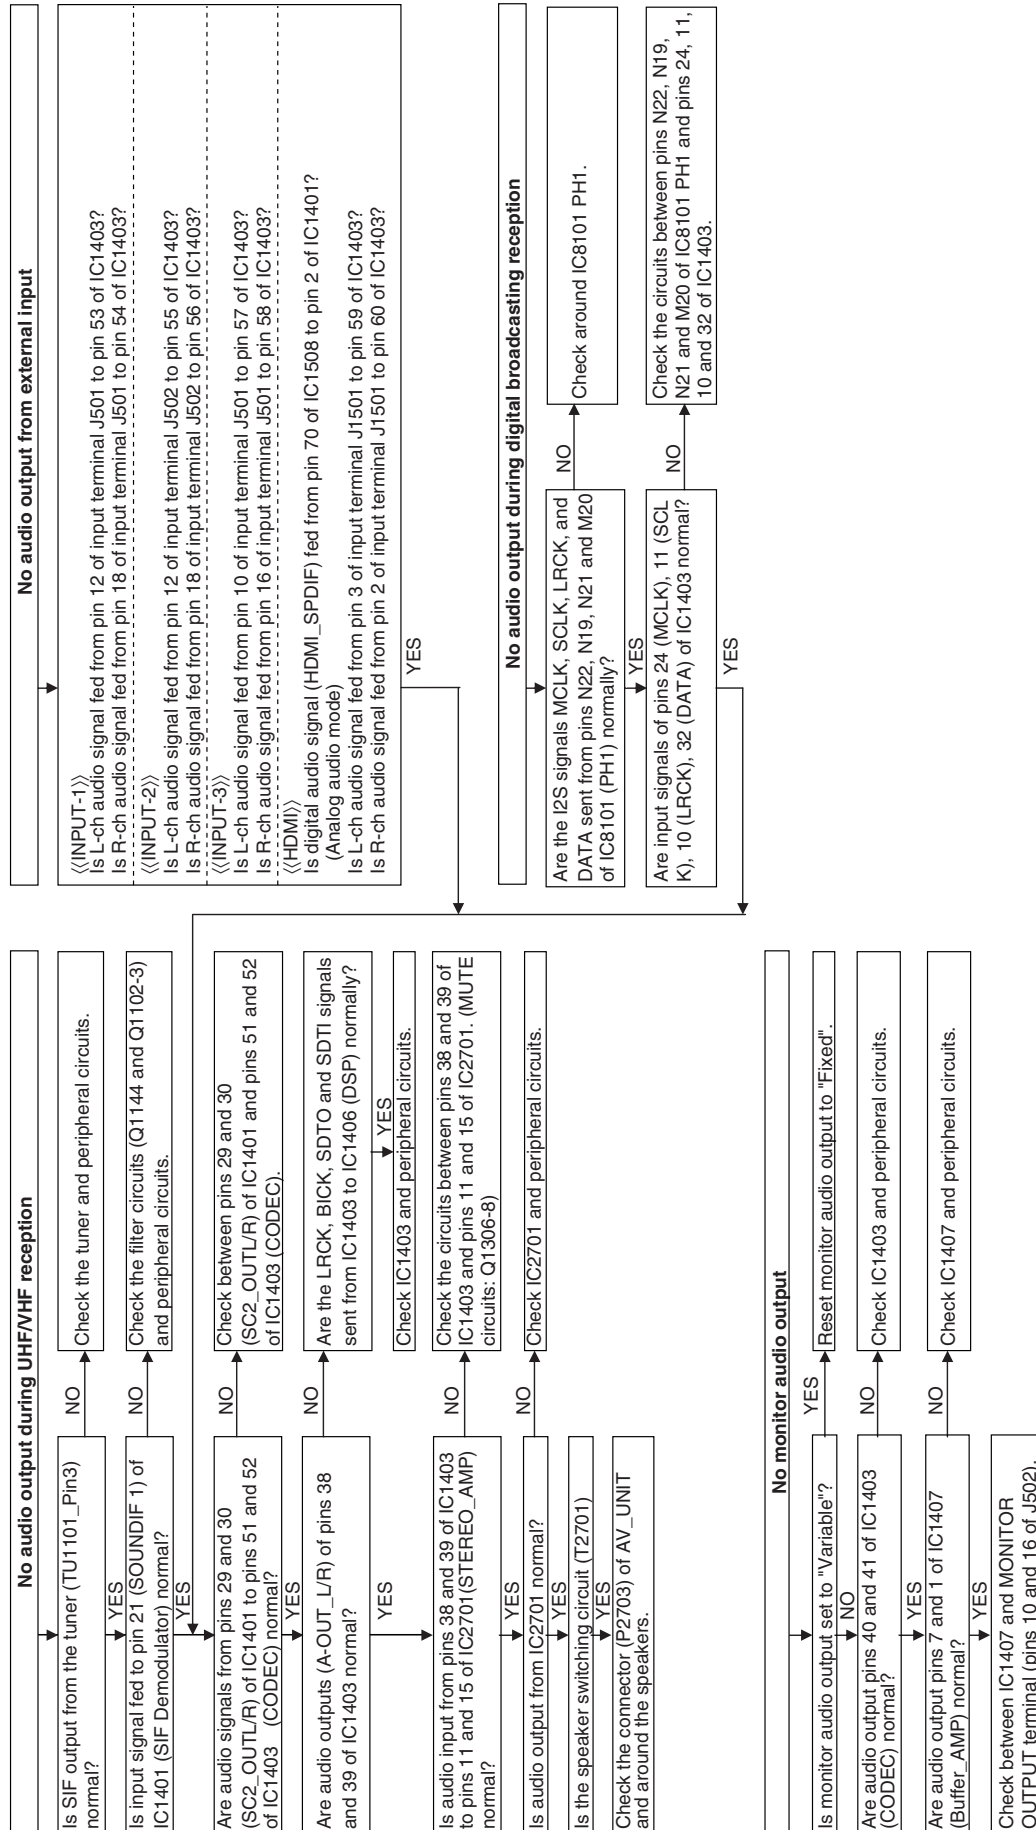 No audio output during UHF/VHF reception
Is SIF output from the tuner (TU1101_Pin3)
normal?
NO
Check the tuner and peripheral circuits.
YES
Is input signal fed to pin 21 (SOUNDIF 1) of
IC1401 (SIF Demodulator) normal?
NO
Check the filter circuits (Q1144 and Q1102-3)
and peripheral circuits.
YES
Are audio signals from pins 29 and 30
(SC2_OUTL/R) of IC1401 to pins 51 and 52
of IC1403 (CODEC) normal?
NO
Check between pins 29 and 30
(SC2_OUTL/R) of IC1401 and pins 51 and 52
of IC1403 (CODEC).
YES
Are audio outputs (A-OUT_L/R) of pins 38
and 39 of IC1403 normal?
NO
Are the LRCK, BICK, SDTO and SDTI signals
sent from IC1403 to IC1406 (DSP) normally?
YES
Check IC1403 and peripheral circuits.
YES
Is audio input from pins 38 and 39 of IC1403
to pins 11 and 15 of IC2701(STEREO_AMP)
normal?
NO
Check the circuits between pins 38 and 39 of
IC1403 and pins 11 and 15 of IC2701. (MUTE
circuits: Q1306-8)
YES
Is audio output from IC2701 normal?
NO
Check IC2701 and peripheral circuits.
YES
Is the speaker switching circuit (T2701)
YES
Check the connector (P2703) of AV_UNIT
and around the speakers.
No audio output from external input
⟨⟨INPUT-1⟩⟩
Is L-ch audio signal fed from pin 12 of input terminal J501 to pin 53 of IC1403?
Is R-ch audio signal fed from pin 18 of input terminal J501 to pin 54 of IC1403?
⟨⟨INPUT-2⟩⟩
Is L-ch audio signal fed from pin 12 of input terminal J502 to pin 55 of IC1403?
Is R-ch audio signal fed from pin 18 of input terminal J502 to pin 56 of IC1403?
⟨⟨INPUT-3⟩⟩
Is L-ch audio signal fed from pin 10 of input terminal J501 to pin 57 of IC1403?
Is R-ch audio signal fed from pin 16 of input terminal J501 to pin 58 of IC1403?
⟨⟨HDMI⟩⟩
Is digital audio signal (HDMI_SPDIF) fed from pin 70 of IC1508 to pin 2 of IC1401?
(Analog audio mode)
Is L-ch audio signal fed from pin 3 of input terminal J1501 to pin 59 of IC1403?
Is R-ch audio signal fed from pin 2 of input terminal J1501 to pin 60 of IC1403?
YES
No audio output during digital broadcasting reception
Are the I2S signals MCLK, SCLK, LRCK, and
DATA sent from pins N22, N19, N21 and M20
of IC8101 (PH1) normally?
NO
Check around IC8101 PH1.
YES
Are input signals of pins 24 (MCLK), 11 (SCL
K), 10 (LRCK), 32 (DATA) of IC1403 normal?
NO
Check the circuits between pins N22, N19,
N21 and M20 of IC8101 PH1 and pins 24, 11,
10 and 32 of IC1403.
YES
No monitor audio output
Is monitor audio output set to "Variable"?
YES
Reset monitor audio output to "Fixed".
NO
Are audio output pins 40 and 41 of IC1403
(CODEC) normal?
NO
Check IC1403 and peripheral circuits.
YES
Are audio output pins 7 and 1 of IC1407
(Buffer_AMP) normal?
NO
Check IC1407 and peripheral circuits.
YES
Check between IC1407 and MONITOR
OUTPUT terminal (pins 10 and 16 of J502).